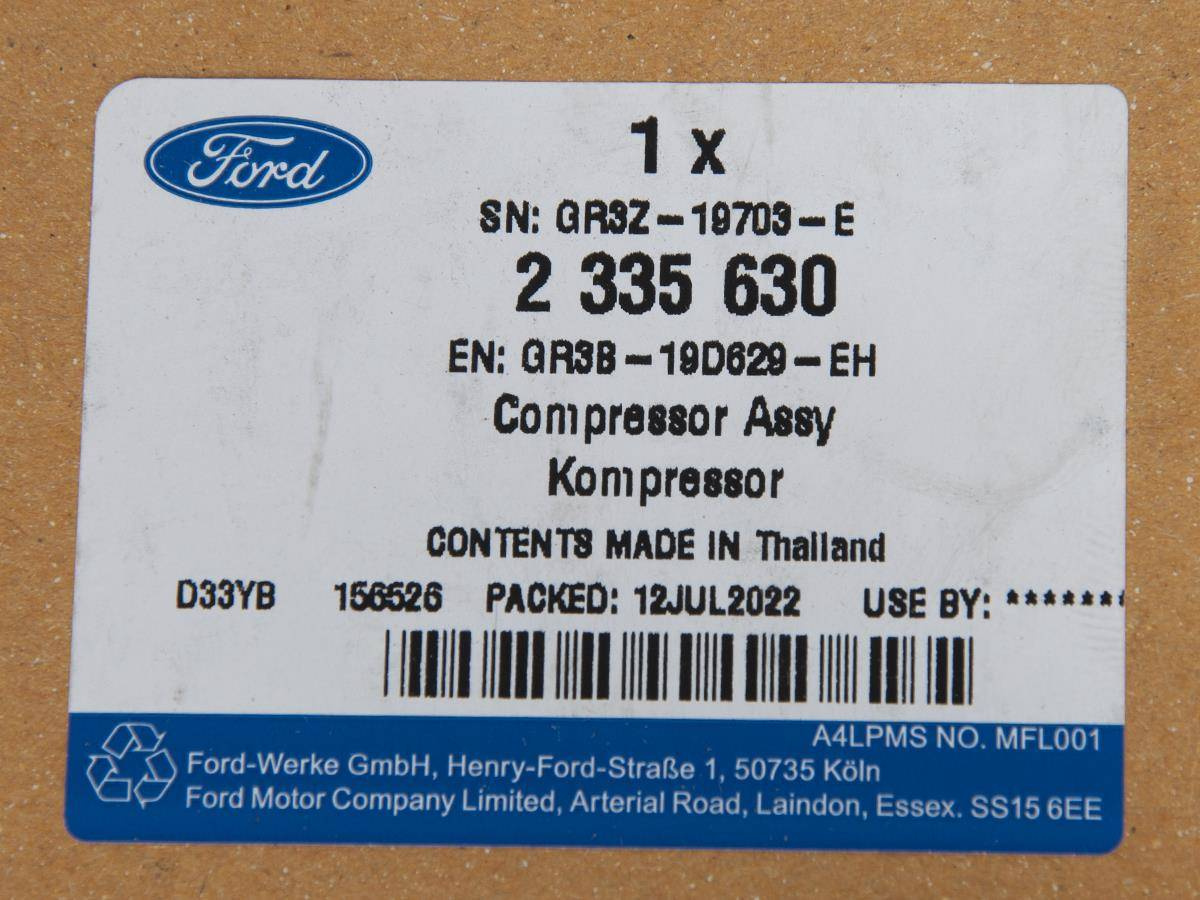 Ford
1 x
SN: GR3Z-19703-E
2 335 630
EN: GR3B-19D629-EH
Compressor Assy
Kompressor
CONTENTS MADE IN Thailand
D33YB 156526 PACKED: 12JUL2022 USE BY: *******
A4LPMS NO. MFL001
Ford-Werke GmbH, Henry-Ford-Straße 1, 50735 Köln
Ford Motor Company Limited, Arterial Road, Laindon, Essex. SS15 6EE